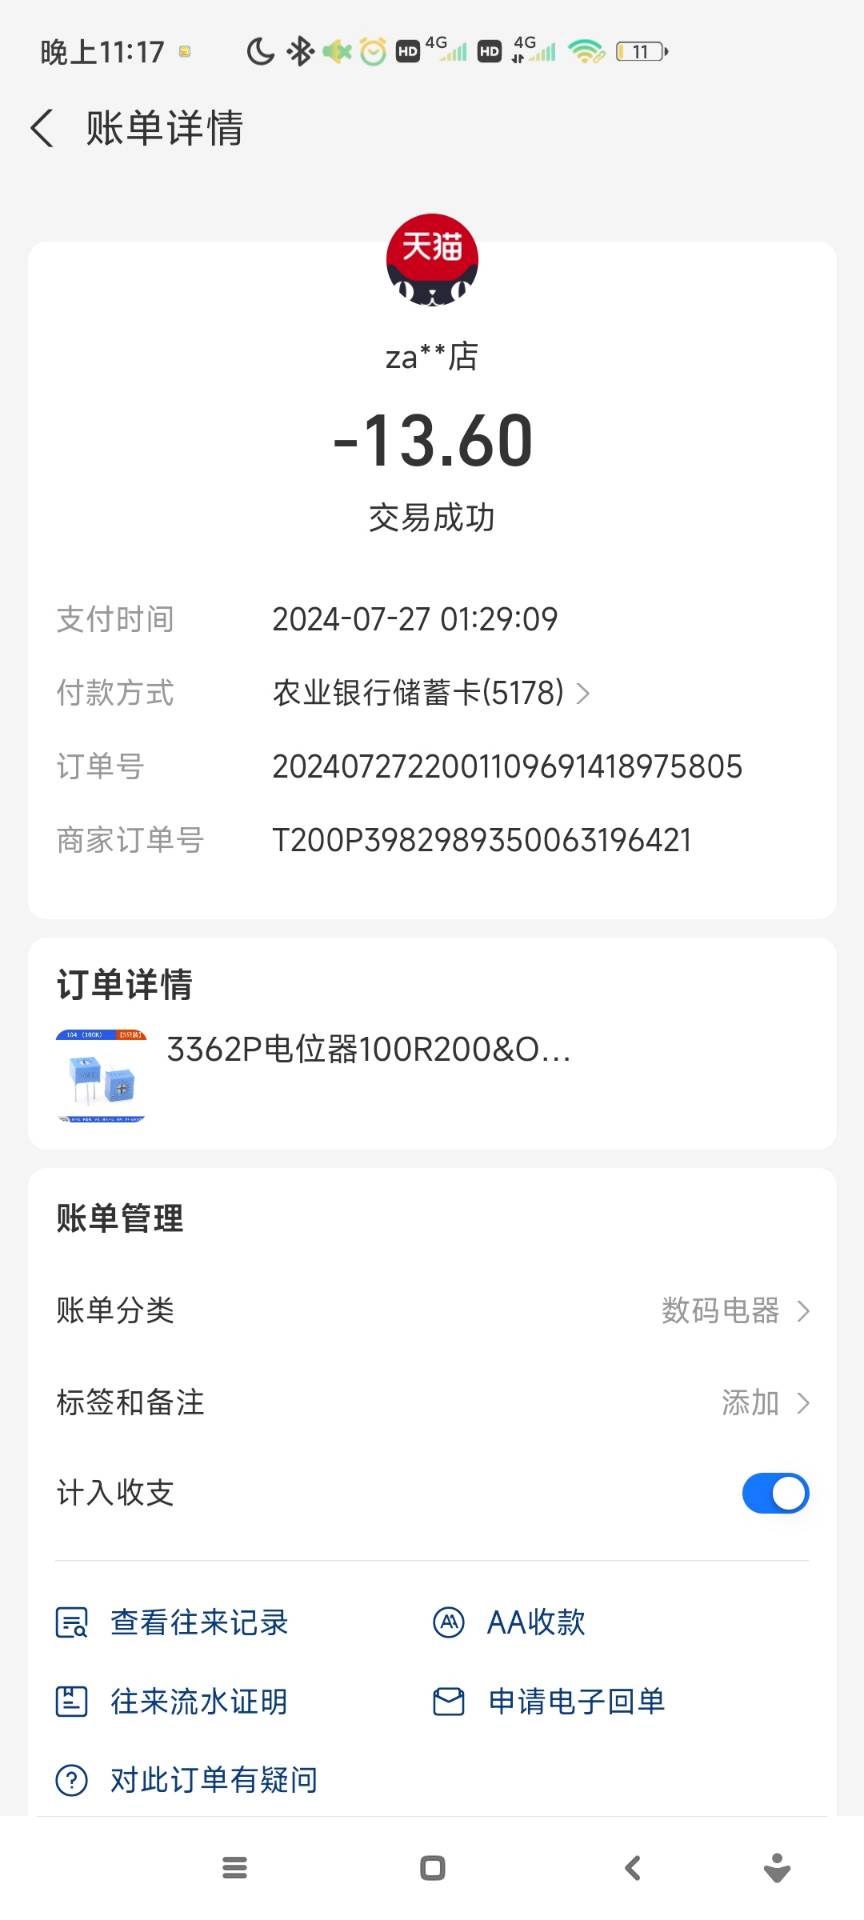 晚上11:17
HD 4G HD 4G 11
账单详情
天猫
za**店
-13.60
交易成功
支付时间 2024-07-27 01:29:09
付款方式 农业银行储蓄卡(5178)
订单号 2024072722001109691418975805
商家订单号 T200P3982989350063196421
订单详情
104 (100K) 【5只装】
3362P电位器100R200&O...
账单管理
账单分类 数码电器
标签和备注 添加
计入收支
查看往来记录 AA收款
往来流水证明 申请电子回单
对此订单有疑问